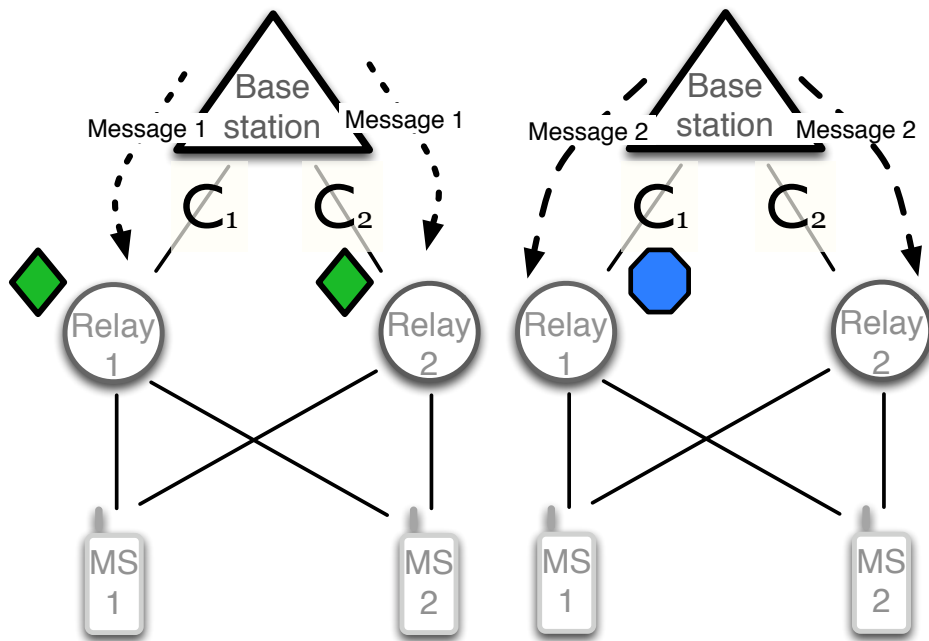 Base
station
Message 1
Message 1
C1
C2
Relay
1
Relay
2
MS
1
MS
2
Base
station
Message 2
Message 2
C1
C2
Relay
1
Relay
2
MS
1
MS
2